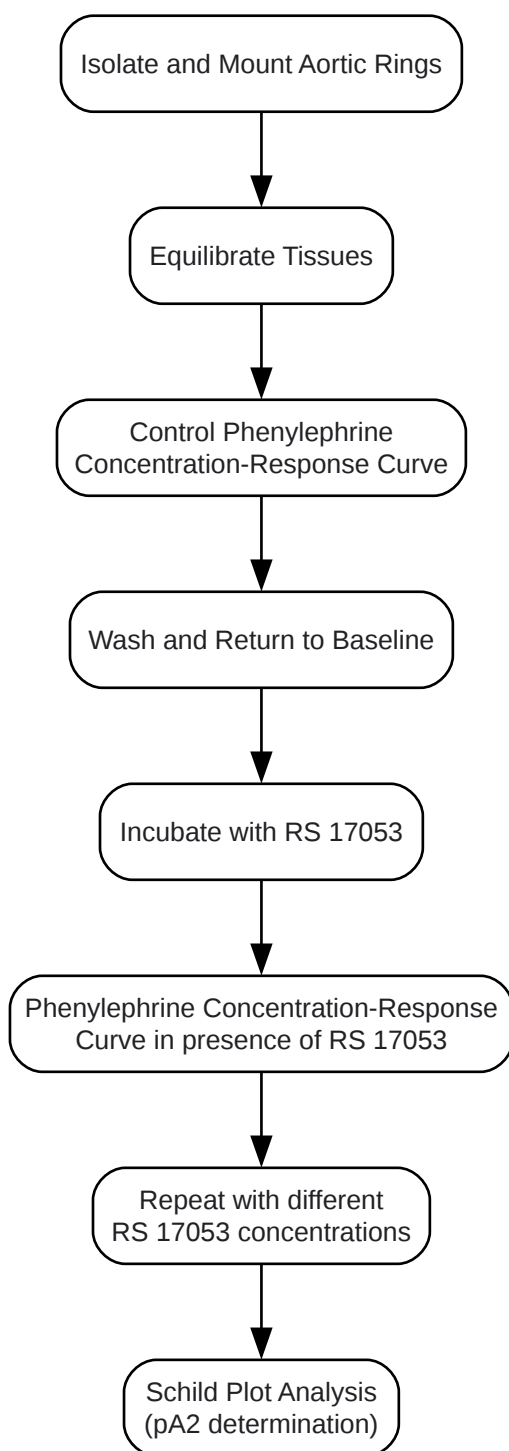 Isolate and Mount Aortic Rings
Equilibrate Tissues
Control Phenylephrine
Concentration-Response Curve
Wash and Return to Baseline
Incubate with RS 17053
Phenylephrine Concentration-Response
Curve in presence of RS 17053
Repeat with different
RS 17053 concentrations
Schild Plot Analysis
(pA2 determination)